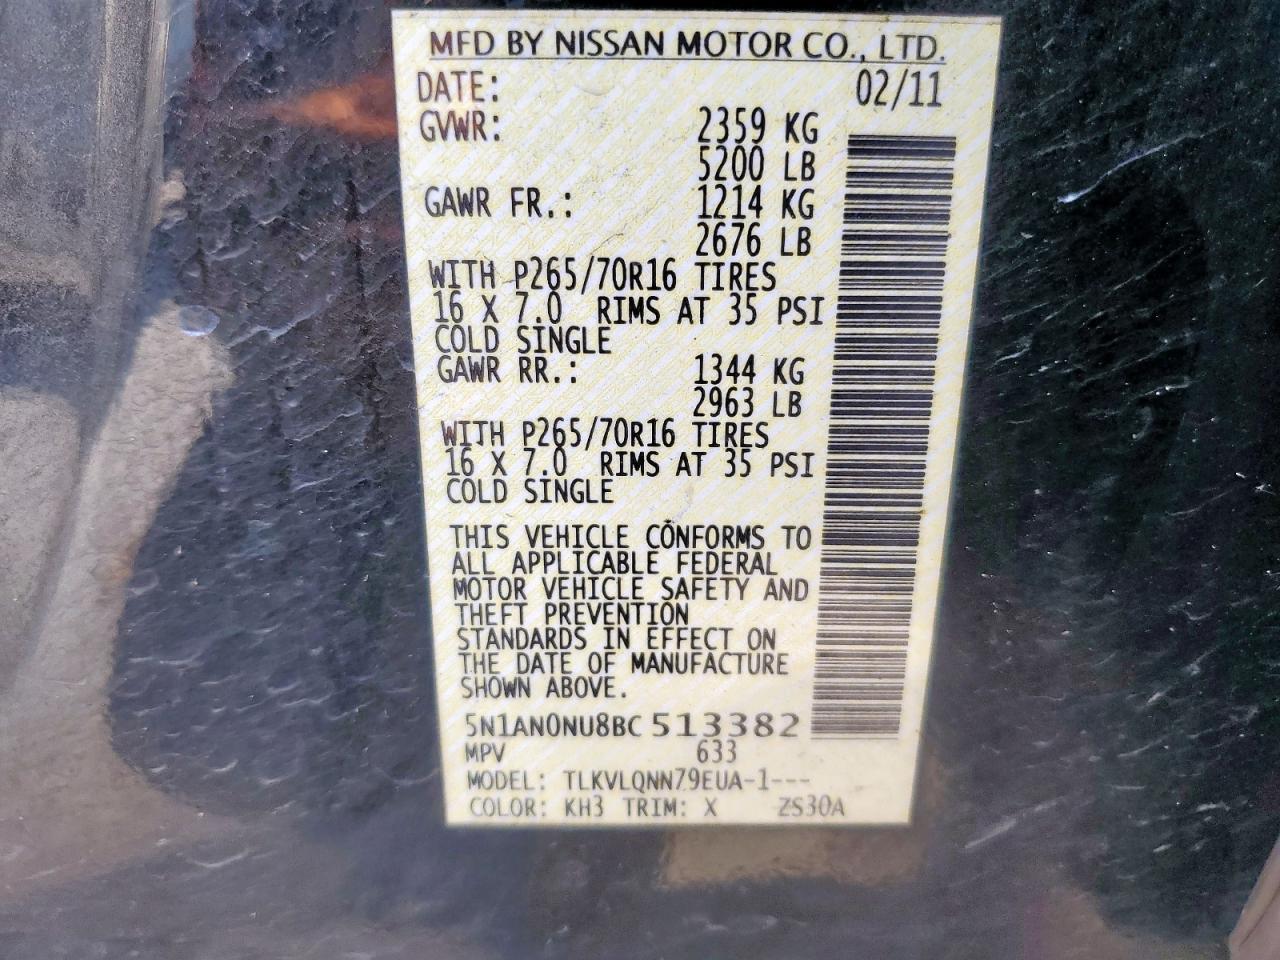 MFD BY NISSAN MOTOR CO., LTD.
DATE: 02/11
GVWR: 2359 KG
5200 LB
GAWR FR.: 1214 KG
2676 LB
WITH P265/70R16 TIRES
16 X 7.0 RIMS AT 35 PSI
COLD SINGLE
GAWR RR.: 1344 KG
2963 LB
WITH P265/70R16 TIRES
16 X 7.0 RIMS AT 35 PSI
COLD SINGLE
THIS VEHICLE CONFORMS TO
ALL APPLICABLE FEDERAL
MOTOR VEHICLE SAFETY AND
THEFT PREVENTION
STANDARDS IN EFFECT ON
THE DATE OF MANUFACTURE
SHOWN ABOVE.
5N1AN0NU8BC513382
MPV 633
MODEL: TLKVLQNN79EUA-1---
COLOR: KH3 TRIM: X ZS30A